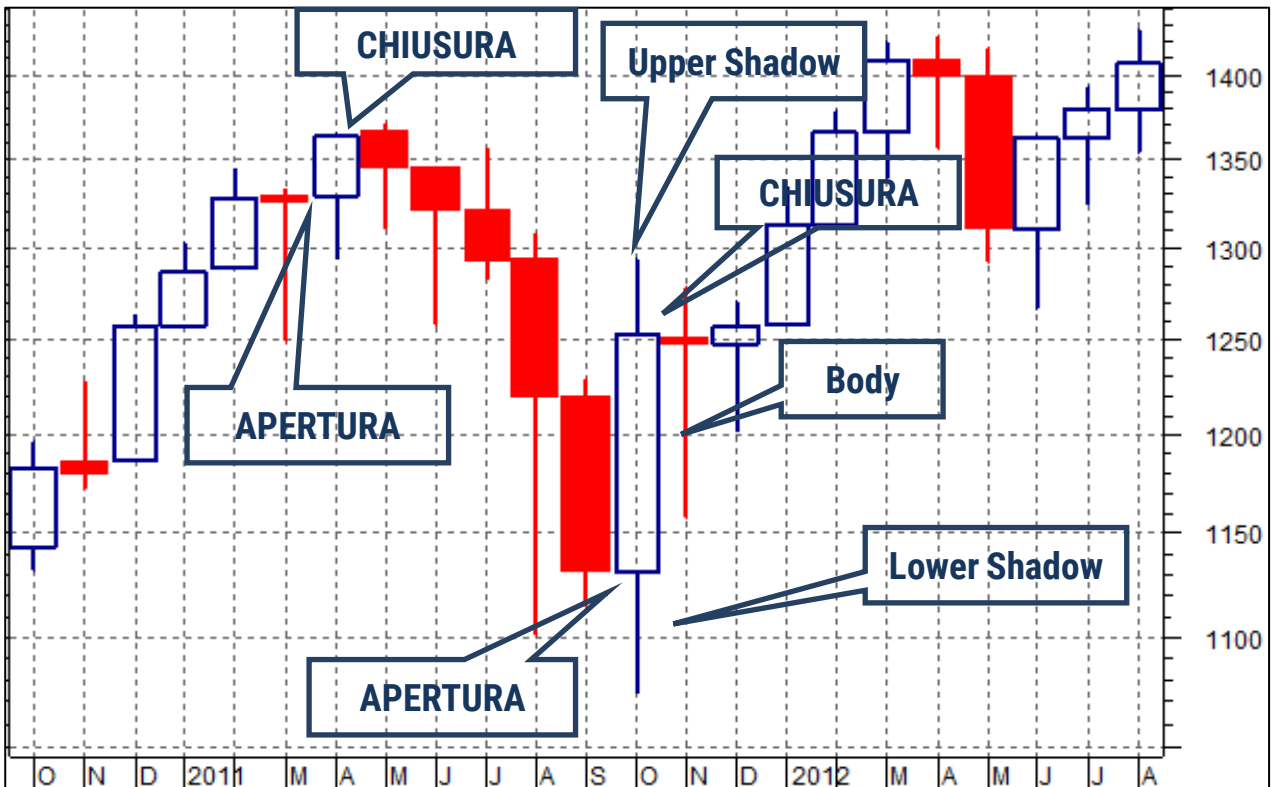 CHIUSURA
Upper Shadow
CHIUSURA
APERTURA
Body
Lower Shadow
APERTURA
1400
1350
1300
1250
1200
1150
1100
O N D 2011 M A M J J A S O N D 2012 M A M J J A